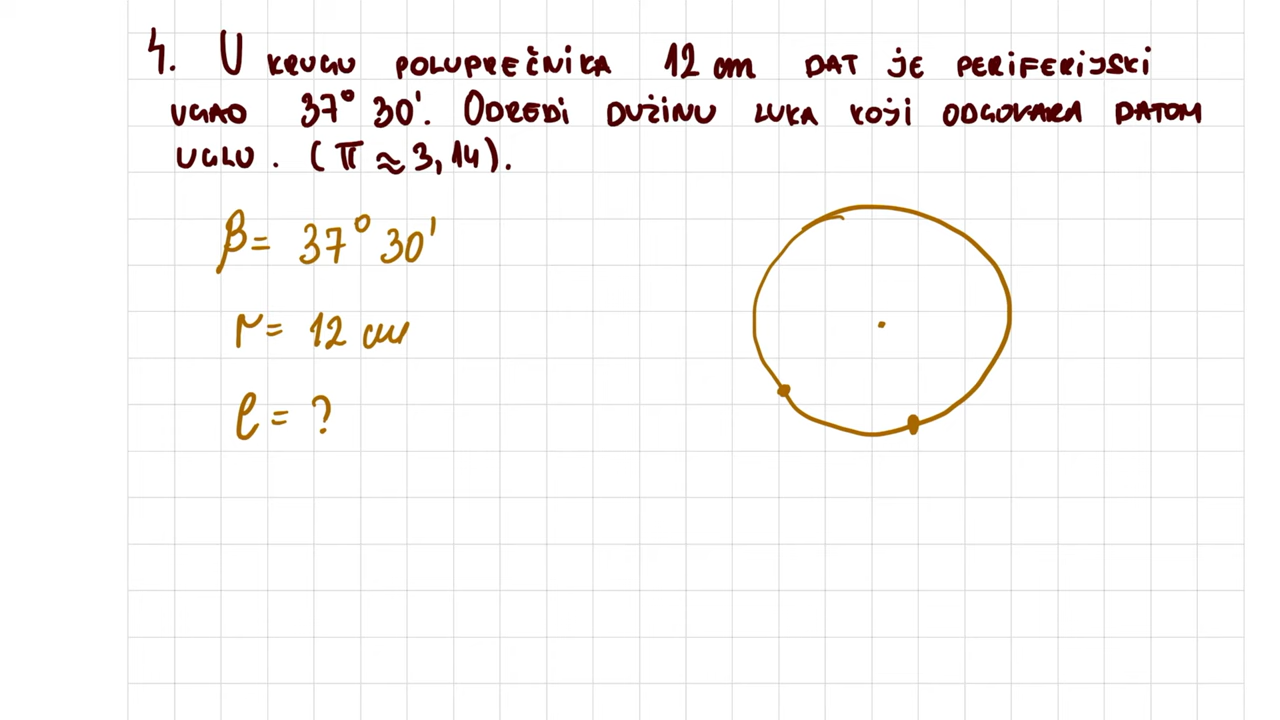 4. U KRUGU POLUPREČNIKA 12 cm DAT JE PERIFERIJSKI
UGAO 37° 30'. ODREDI DUŽINU LUKA KOJI ODGOVARA DATOM
UGLU. (π ≈ 3,14).
β = 37° 30'
r = 12 cm
l = ?